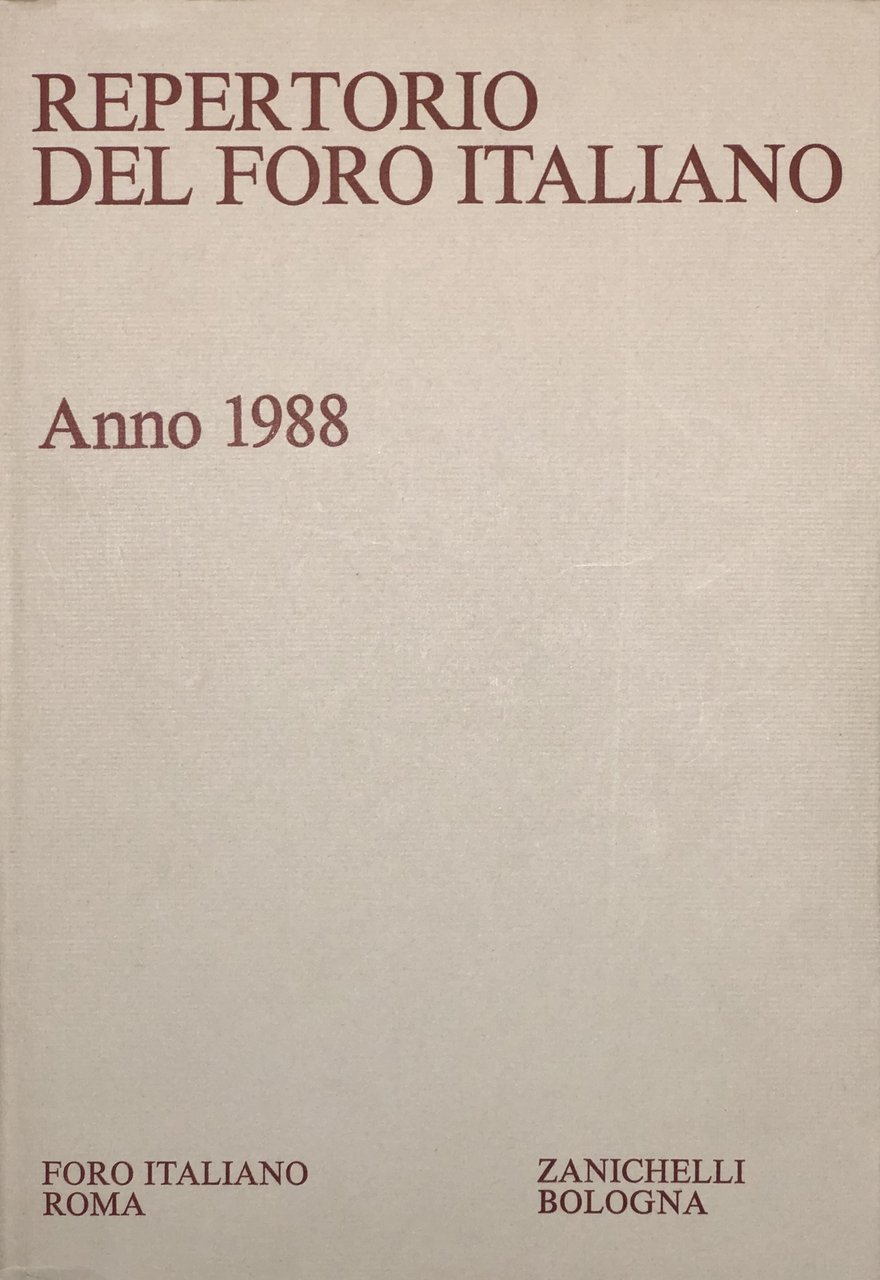 REPERTORIO
DEL FORO ITALIANO
Anno 1988
FORO ITALIANO
ROMA
ZANICHELLI
BOLOGNA